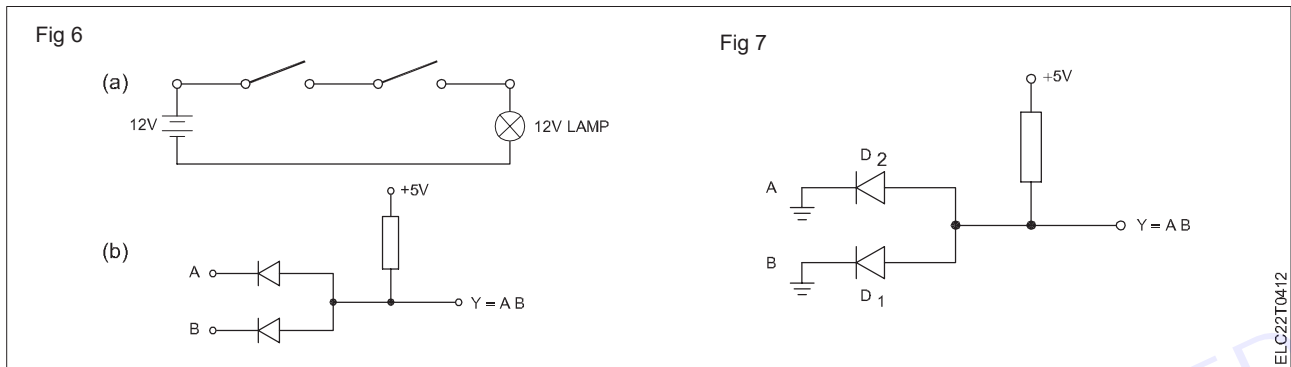 Fig 6
(a)
12V
12V LAMP
(b)
+5V
A
B
Y = A B
Fig 7
+5V
D 2
A
Y = A B
B
D 1
ELC22T0412